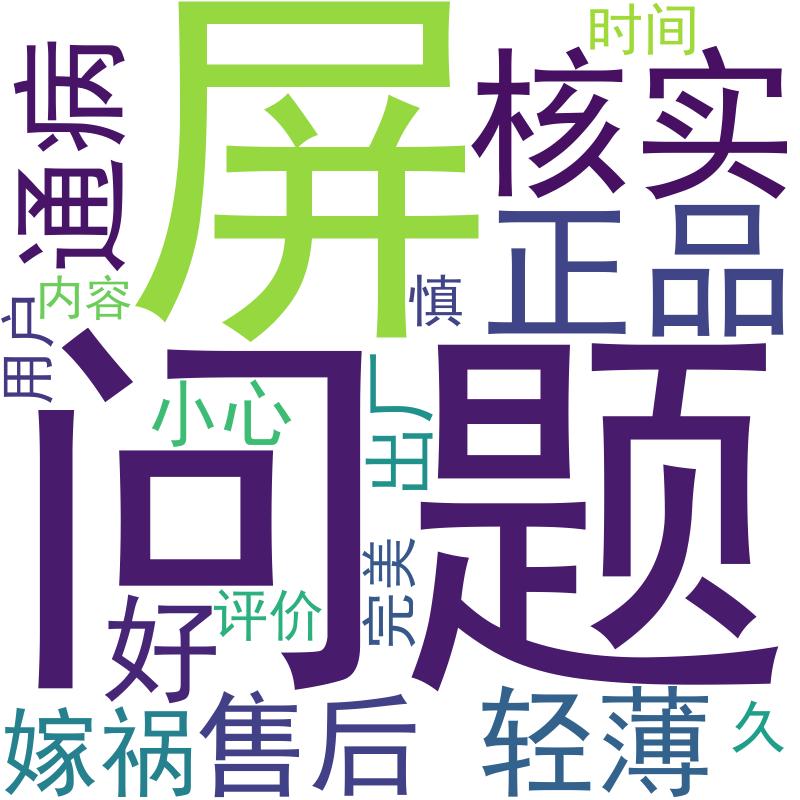 时间
屏
核实
通病
正品
内容
慎
用户
问题
小心
出厂
完美
评价
好
嫁祸
售后
轻薄
久